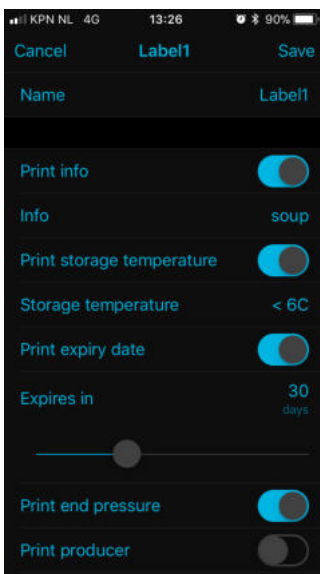 KPN NL 4G 13:26 90%
Cancel Label1 Save
Name Label1
Print info
Info soup
Print storage temperature
Storage temperature < 6C
Print expiry date
Expires in 30
days
Print end pressure
Print producer